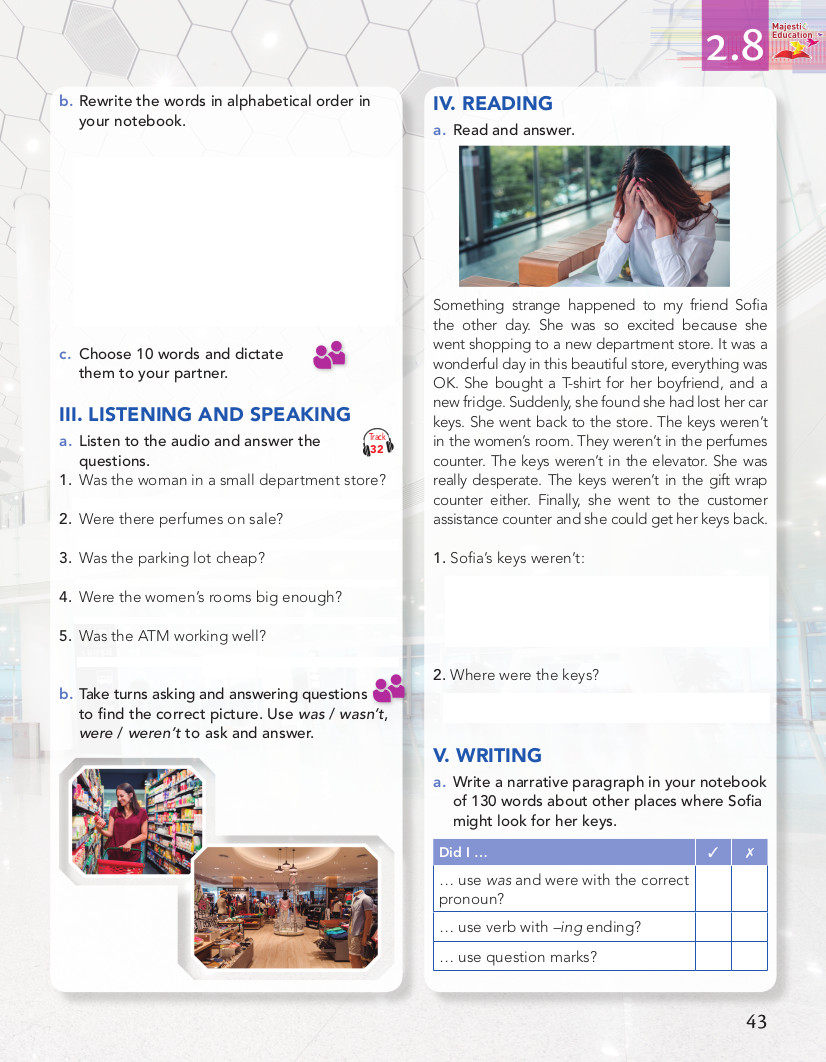 2.8
Majesti
Education
b. Rewrite the words in alphabetical order in
your notebook.
c. Choose 10 words and dictate
them to your partner.
III. LISTENING AND SPEAKING
a. Listen to the audio and answer the
questions.
Track
32
1. Was the woman in a small department store?
2. Were there perfumes on sale?
3. Was the parking lot cheap?
4. Were the women's rooms big enough?
5. Was the ATM working well?
b. Take turns asking and answering questions
to find the correct picture. Use was / wasn't,
were / weren't to ask and answer.
IV. READING
a. Read and answer.
Something strange happened to my friend Sofia
the other day. She was so excited because she
went shopping to a new department store. It was a
wonderful day in this beautiful store, everything was
OK. She bought a T-shirt for her boyfriend, and a
new fridge. Suddenly, she found she had lost her car
keys. She went back to the store. The keys weren't
in the women's room. They weren't in the perfumes
counter. The keys weren't in the elevator. She was
really desperate. The keys weren't in the gift wrap
counter either. Finally, she went to the customer
assistance counter and she could get her keys back.
1. Sofia's keys weren't:
2. Where were the keys?
V. WRITING
a. Write a narrative paragraph in your notebook
of 130 words about other places where Sofia
might look for her keys.
Did I ... ✓ ✗
... use was and were with the correct
pronoun?
... use verb with –ing ending?
... use question marks?
43